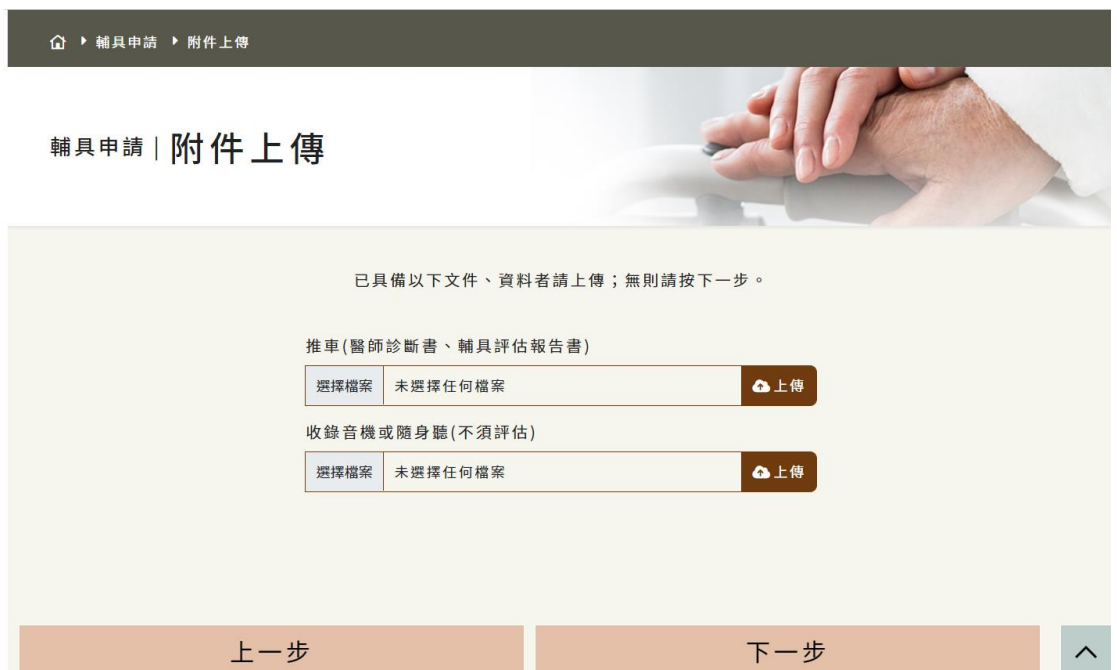 輔具申請 附件上傳
輔具申請|附件上傳
已具備以下文件、資料者請上傳；無則請按下一步。
推車(醫師診斷書、輔具評估報告書)
選擇檔案 未選擇任何檔案 上傳
收錄音機或隨身聽(不須評估)
選擇檔案 未選擇任何檔案 上傳
上一步 下一步